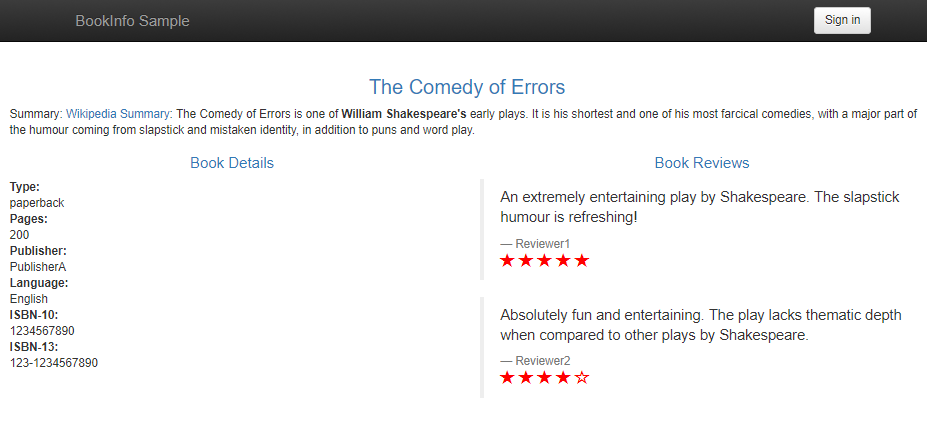 BookInfo Sample
Sign in
The Comedy of Errors
Summary: Wikipedia Summary: The Comedy of Errors is one of William Shakespeare's early plays. It is his shortest and one of his most farcical comedies, with a major part of
the humour coming from slapstick and mistaken identity, in addition to puns and word play.
Book Details
Type:
paperback
Pages:
200
Publisher:
PublisherA
Language:
English
ISBN-10:
1234567890
ISBN-13:
123-1234567890
Book Reviews
An extremely entertaining play by Shakespeare. The slapstick
humour is refreshing!
— Reviewer1
Absolutely fun and entertaining. The play lacks thematic depth
when compared to other plays by Shakespeare.
— Reviewer2